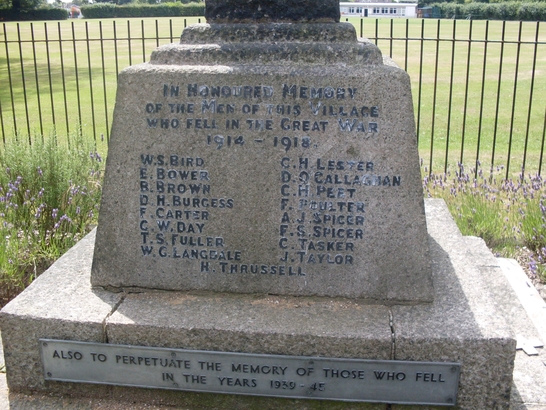 IN HONOURED MEMORY
OF THE MEN OF THIS VILLAGE
WHO FELL IN THE GREAT WAR
1914 - 1918.
W.S. BIRD
E. BOWER
R. BROWN
D.H. BURGESS
F. CARTER
C.W. DAY
T.S. FULLER
W.G. LANGDALE
C.H. LESTER
D.O CALLAGHAN
C.H. PEFT
F. POULTER
A.J. SPICER
F.S. SPICER
C. TASKER
J. TAYLOR
H. THRUSSELL
ALSO TO PERPETUATE THE MEMORY OF THOSE WHO FELL
IN THE YEARS 1939-45